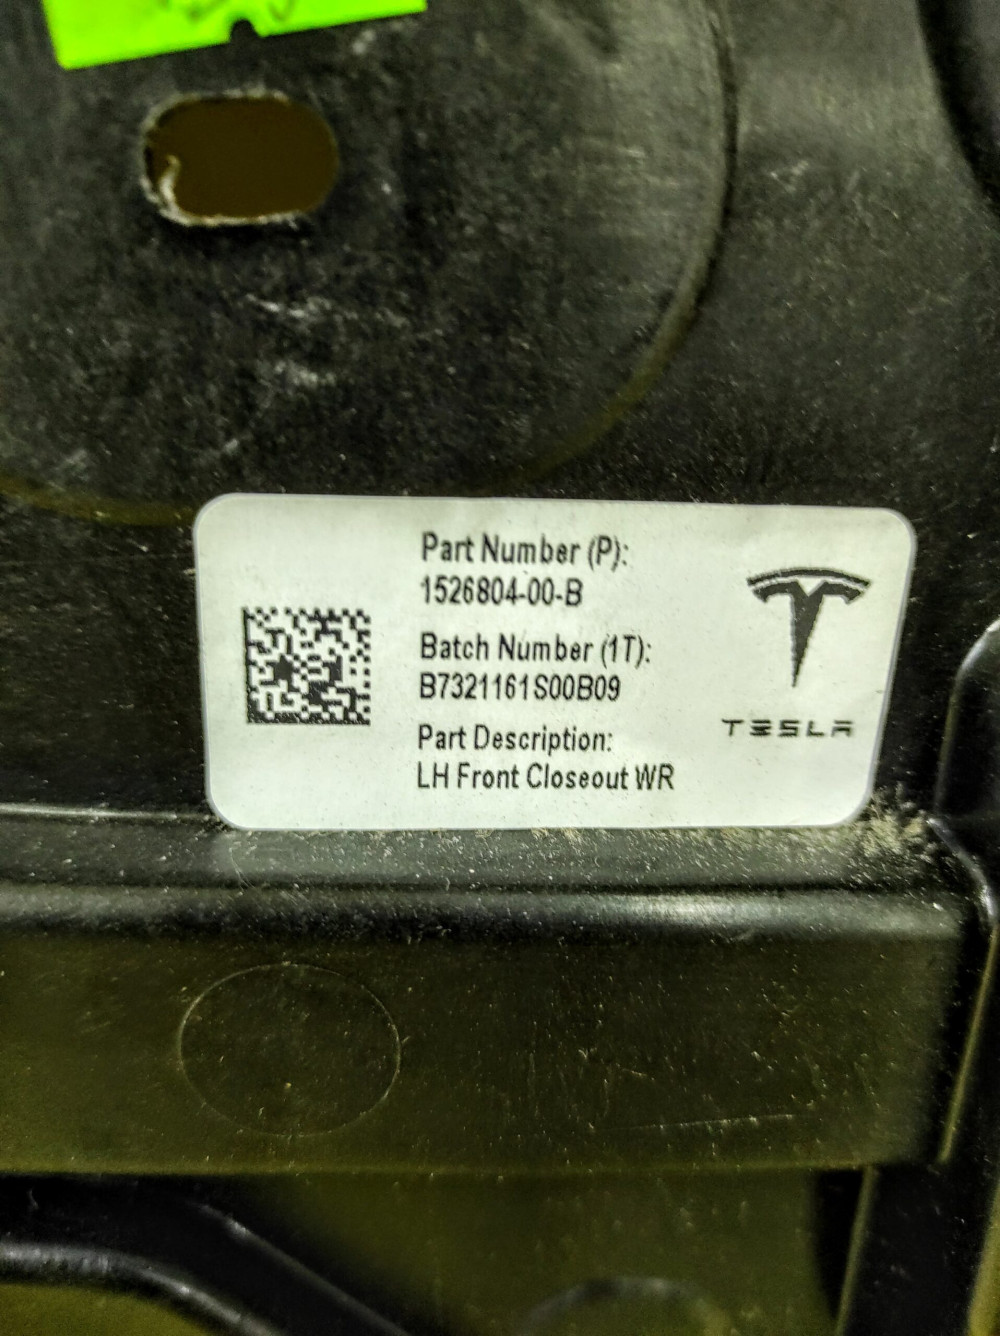 Part Number (P):
1526804-00-B
Batch Number (1T):
B7321161S00B09
Part Description:
LH Front Closeout WR
TESLA